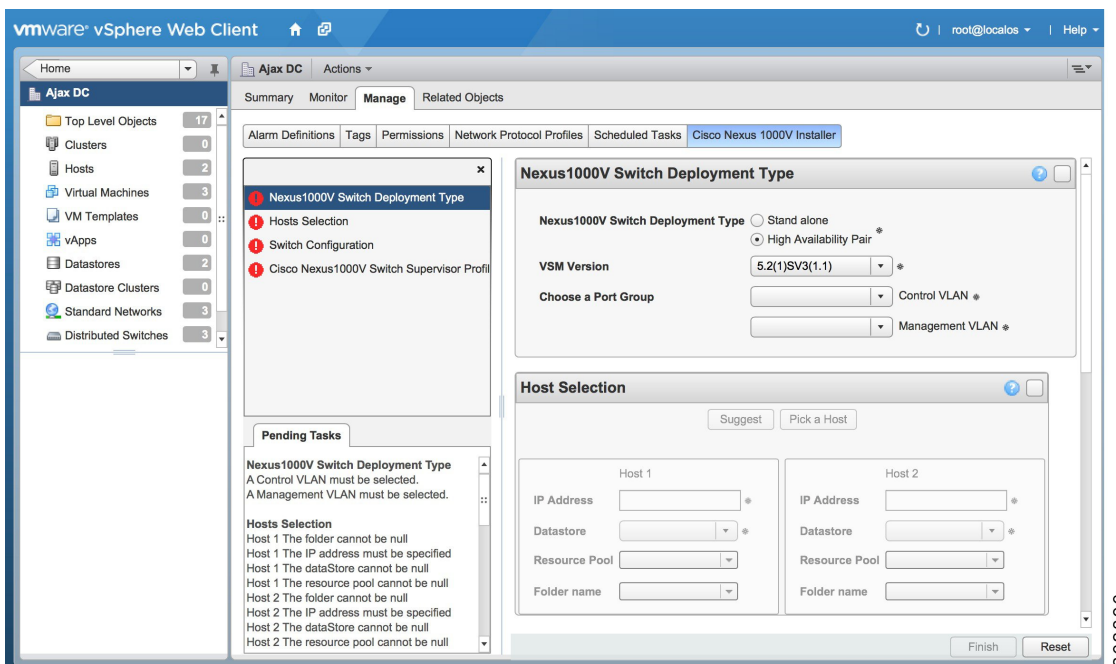 vmware® vSphere Web Client
root@localos
Help
Home
Ajax DC
Top Level Objects 17
Clusters 0
Hosts 2
Virtual Machines 3
VM Templates 0
vApps 0
Datastores 2
Datastore Clusters 0
Standard Networks 3
Distributed Switches 3
Ajax DC Actions
Summary Monitor Manage Related Objects
Alarm Definitions Tags Permissions Network Protocol Profiles Scheduled Tasks Cisco Nexus 1000V Installer
Nexus1000V Switch Deployment Type
Hosts Selection
Switch Configuration
Cisco Nexus1000V Switch Supervisor Profil
Pending Tasks
Nexus1000V Switch Deployment Type
A Control VLAN must be selected.
A Management VLAN must be selected.
Hosts Selection
Host 1 The folder cannot be null
Host 1 The IP address must be specified
Host 1 The dataStore cannot be null
Host 1 The resource pool cannot be null
Host 2 The folder cannot be null
Host 2 The IP address must be specified
Host 2 The dataStore cannot be null
Host 2 The resource pool cannot be null
Nexus1000V Switch Deployment Type
Nexus1000V Switch Deployment Type Stand alone
High Availability Pair
VSM Version 5.2(1)SV3(1.1)
Choose a Port Group Control VLAN
Management VLAN
Host Selection
Suggest Pick a Host
Host 1
IP Address
Datastore
Resource Pool
Folder name
Host 2
IP Address
Datastore
Resource Pool
Folder name
Finish Reset